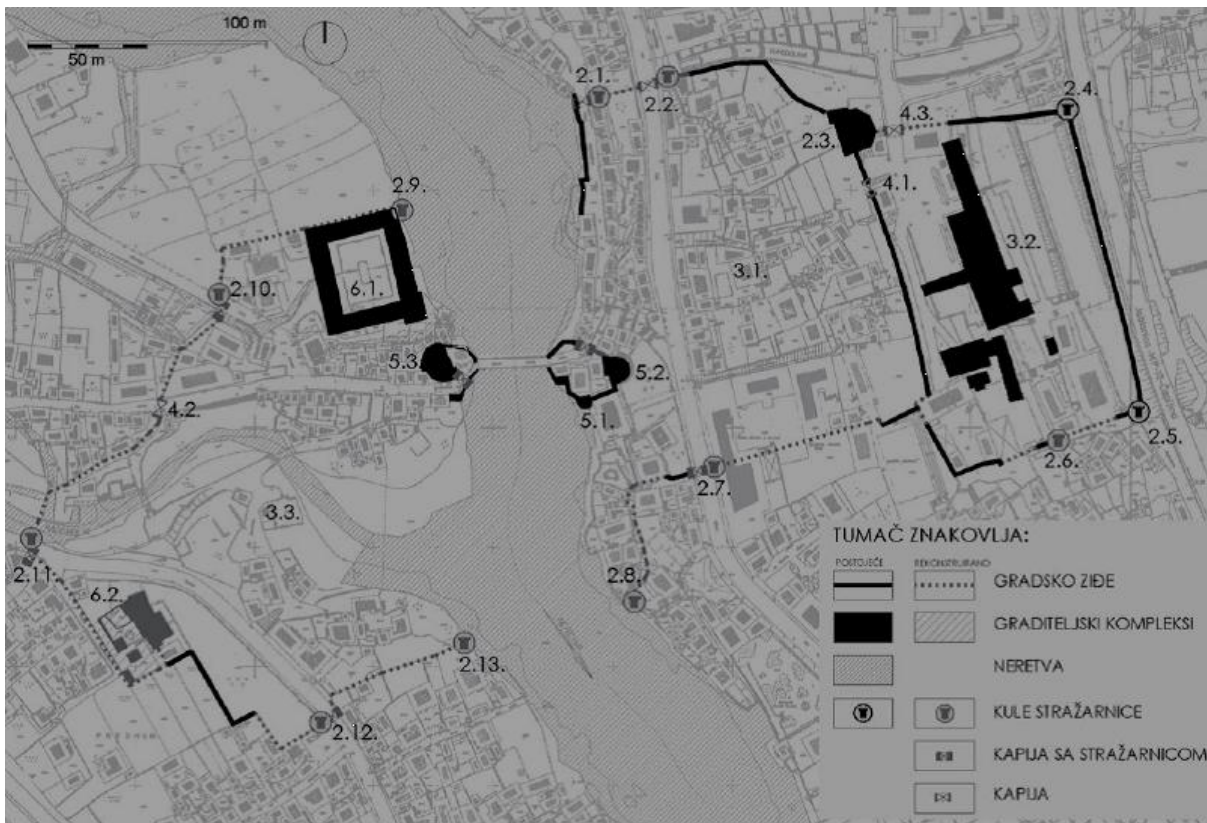 100 m
50 m
2.1.
2.2.
2.3.
4.3.
2.4.
4.1.
2.9.
3.2.
3.1.
2.10.
6.1.
5.3.
5.2.
5.1.
4.2.
2.5.
2.6.
2.7.
3.3.
2.11.
2.8.
6.2.
2.13.
2.12.
TUMAČ ZNAKOVLJA:
POSTOJEĆE REKONSTRUIRANO
GRADSKO ZIĐE
GRADITELJSKI KOMPLEKSI
NERETVA
KULE STRAŽARNICE
KAPIJA SA STRAŽARNICOM
KAPIJA